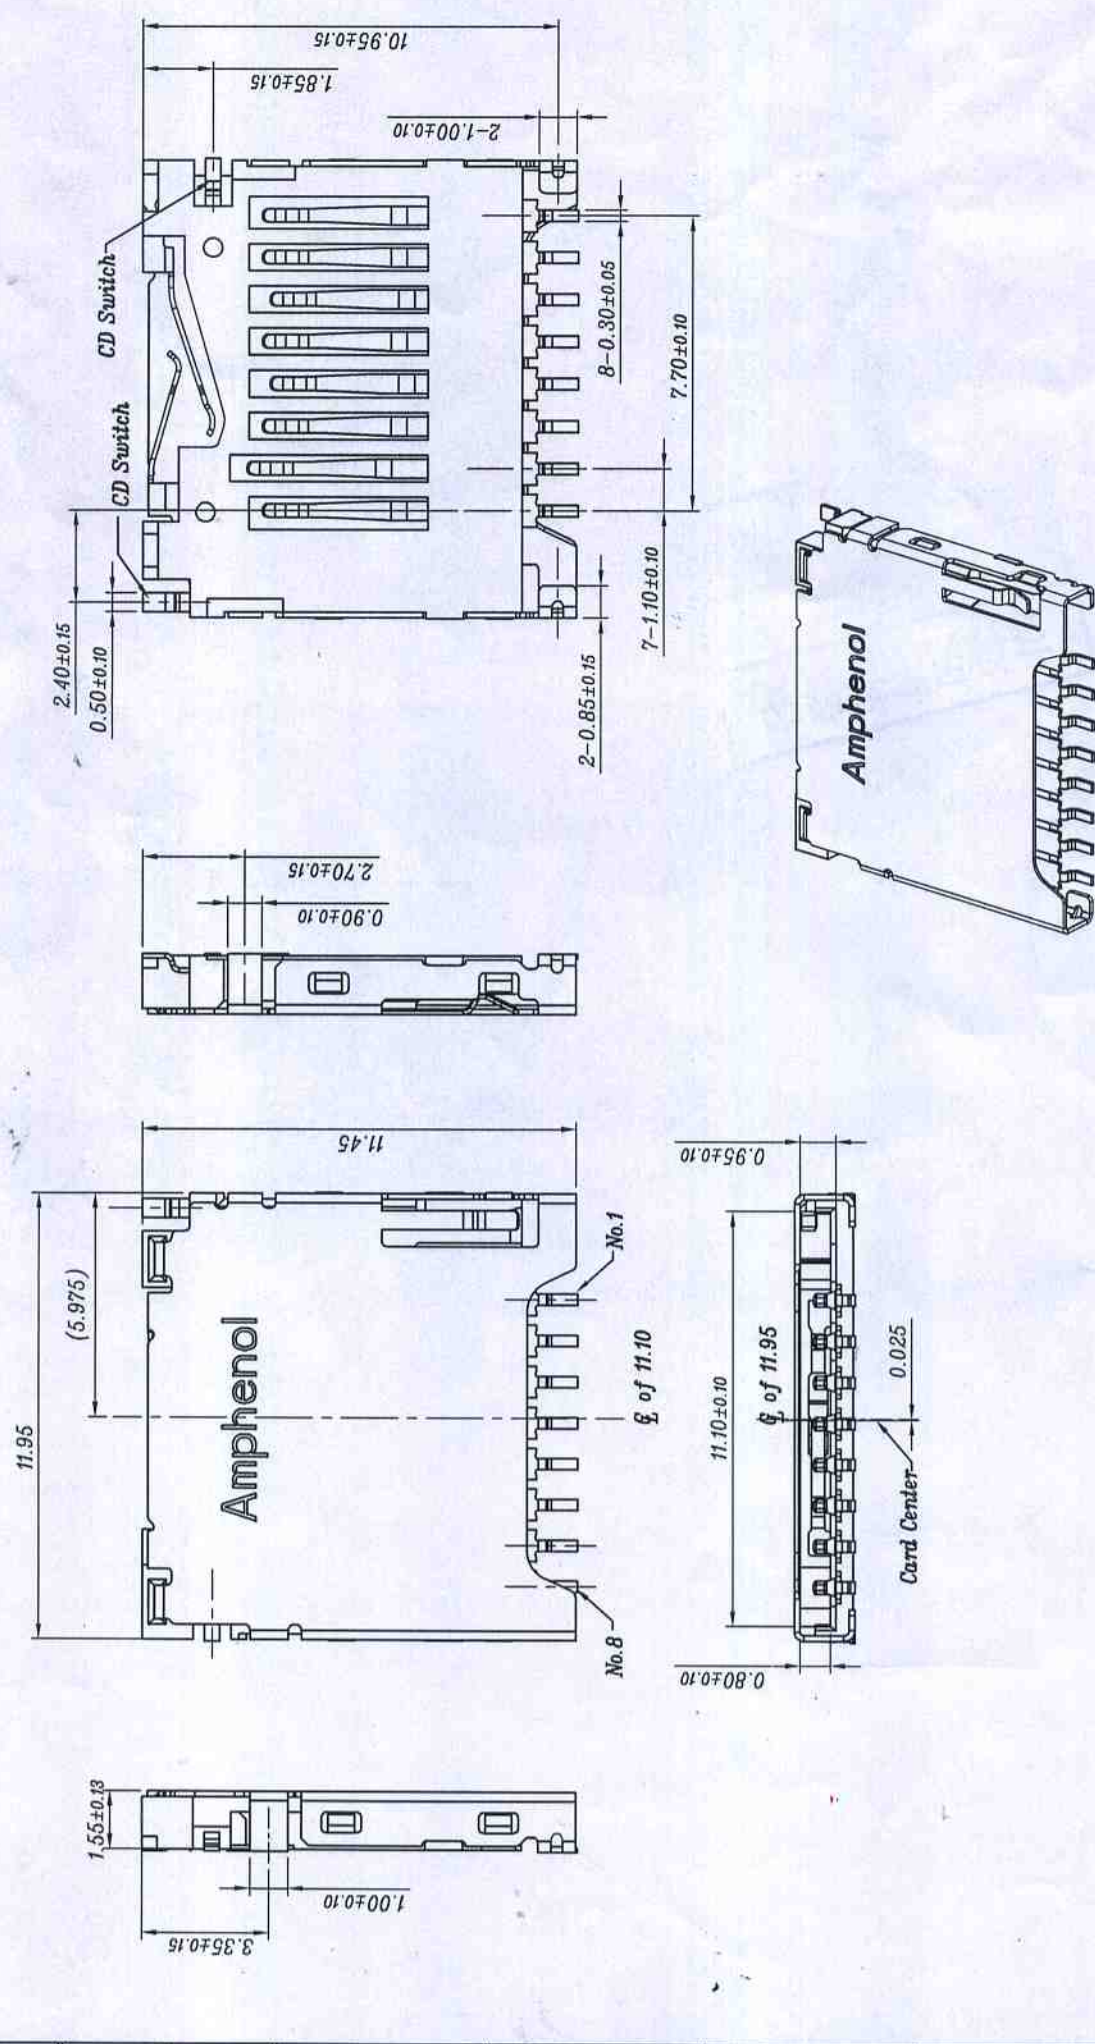 10.95±0.15
1.85±0.15
2-1.00±0.10
CD Switch
CD Switch
2.40±0.15
0.50±0.10
8-0.30±0.05
7.70±0.10
7-1.10±0.10
2-0.85±0.15
Amphenol
2.70±0.15
0.90±0.10
11.45
11.95
(5.975)
Amphenol
No.1
℄ of 11.10
No.8
0.95±0.10
11.10±0.10
℄ of 11.95
0.025
Card Center
0.80±0.10
1.55±0.13
1.00±0.10
3.35±0.15